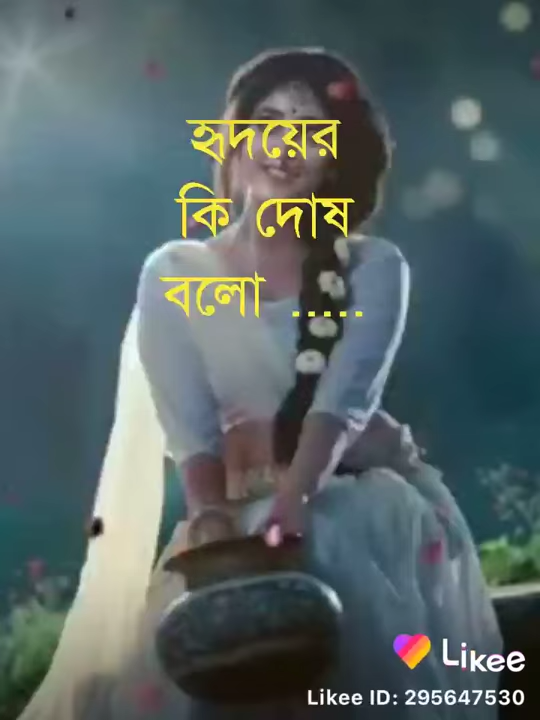 হৃদয়ের
কি দোষ
বলো .....
Likee
Likee ID: 295647530